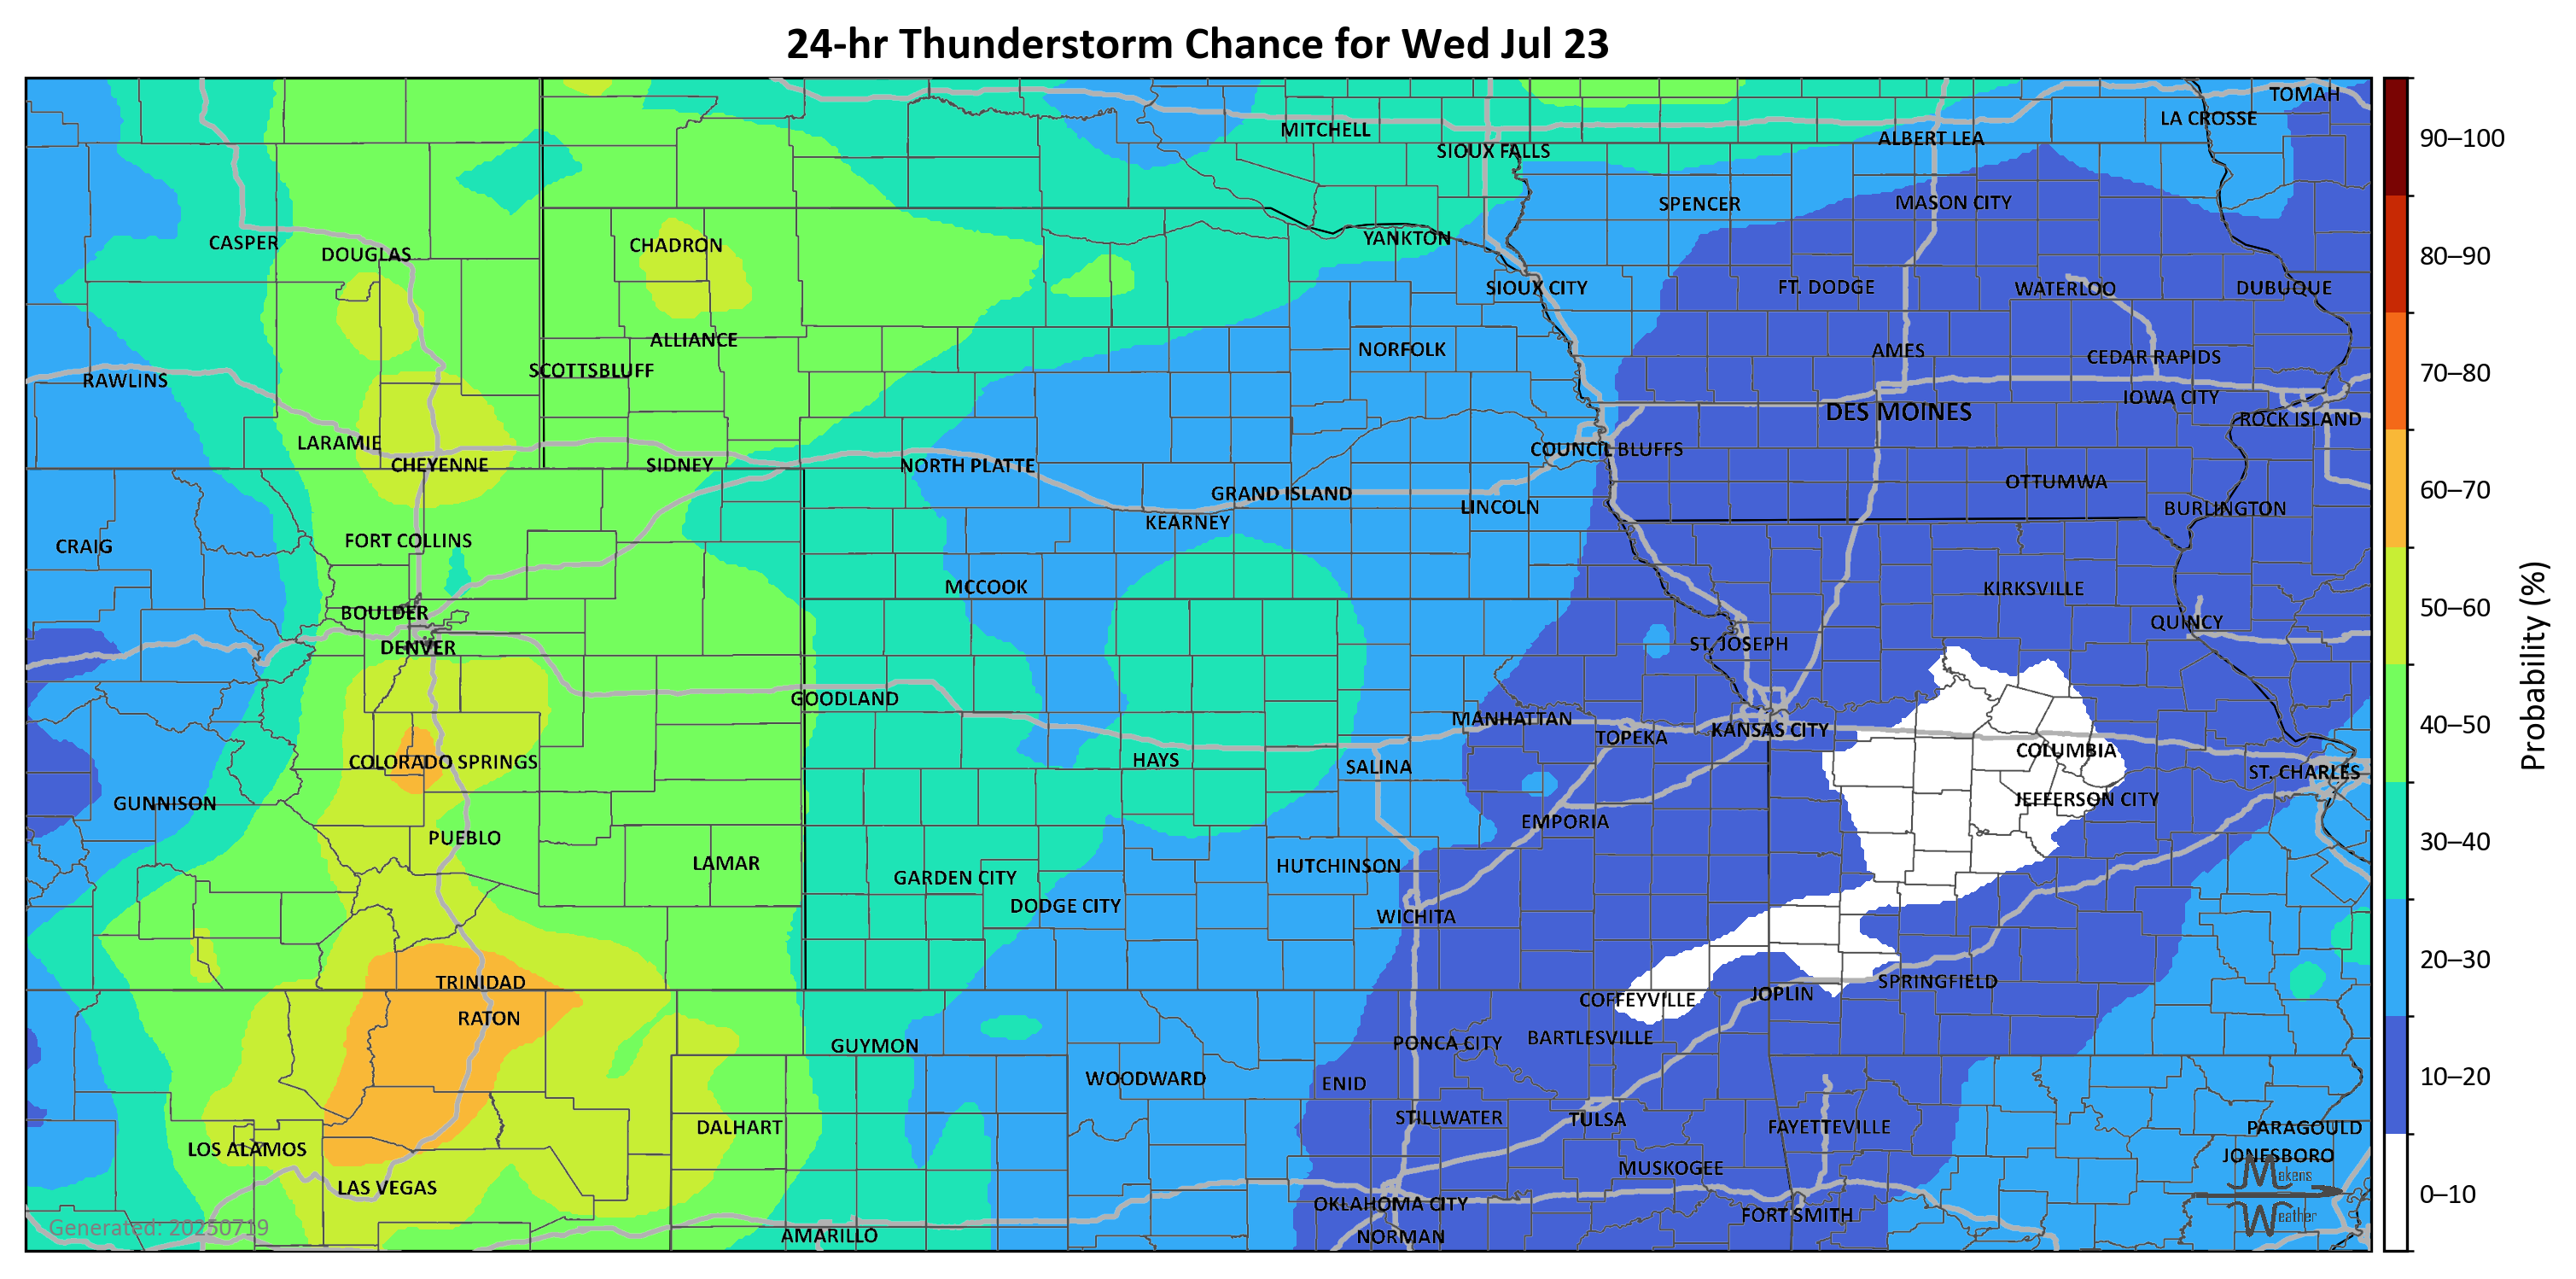 24-hr Thunderstorm Chance for Wed Jul 23
TOMAH
LA CROSSE
MITCHELL
ALBERT LEA
SIOUX FALLS
SPENCER
MASON CITY
CASPER
DOUGLAS
CHADRON
YANKTON
SIOUX CITY
FT. DODGE
WATERLOO
DUBUQUE
ALLIANCE
NORFOLK
AMES
CEDAR RAPIDS
SCOTTSBLUFF
RAWLINS
IOWA CITY
DES MOINES
ROCK ISLAND
LARAMIE
COUNCIL BLUFFS
CHEYENNE
SIDNEY
NORTH PLATTE
OTTUMWA
GRAND ISLAND
LINCOLN
BURLINGTON
KEARNEY
FORT COLLINS
CRAIG
MCCOOK
KIRKSVILLE
BOULDER
QUINCY
DENVER
ST. JOSEPH
GOODLAND
MANHATTAN
KANSAS CITY
TOPEKA
COLUMBIA
COLORADO SPRINGS
HAYS
SALINA
ST. CHARLES
GUNNISON
JEFFERSON CITY
EMPORIA
PUEBLO
LAMAR
HUTCHINSON
GARDEN CITY
DODGE CITY
WICHITA
TRINIDAD
SPRINGFIELD
JOPLIN
COFFEYVILLE
RATON
BARTLESVILLE
PONCA CITY
GUYMON
WOODWARD
ENID
STILLWATER
TULSA
DALHART
FAYETTEVILLE
PARAGOULD
LOS ALAMOS
JONESBORO
MUSKOGEE
LAS VEGAS
OKLAHOMA CITY
FORT SMITH
AMARILLO
NORMAN
Generated: 20250719
Makens
Weather
90–100
80–90
70–80
60–70
50–60
40–50
30–40
20–30
10–20
0–10
Probability (%)